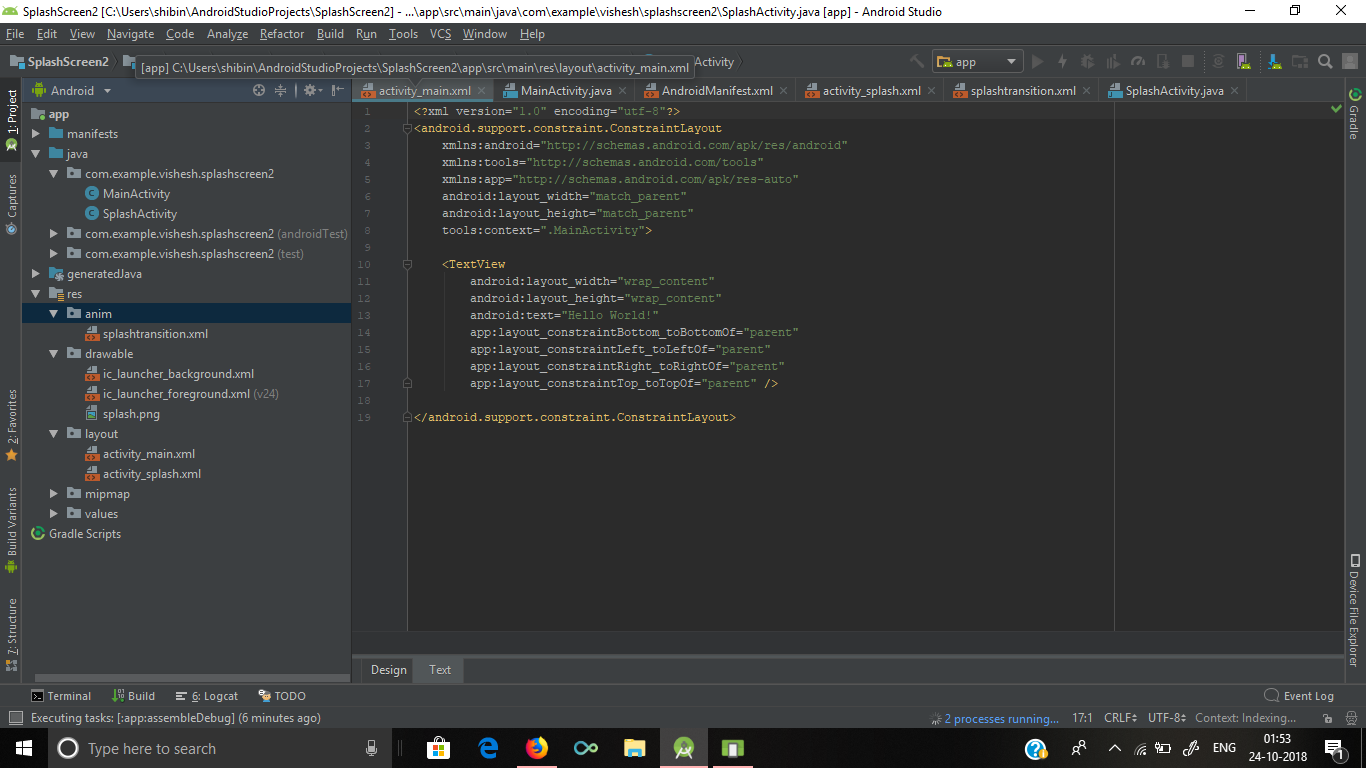 SplashScreen2 [C:\Users\shibin\AndroidStudioProjects\SplashScreen2] - ...\app\src\main\java\com\example\vishesh\splashscreen2\SplashActivity.java [app] - Android Studio
File Edit View Navigate Code Analyze Refactor Build Run Tools VCS Window Help
SplashScreen2
[app] C:\Users\shibin\AndroidStudioProjects\SplashScreen2\app\src\main\res\layout\activity_main.xml
Activity
app
Android
activity_main.xml MainActivity.java AndroidManifest.xml activity_splash.xml splashtransition.xml SplashActivity.java
1: Project
Captures
2: Favorites
Build Variants
7: Structure
app
manifests
java
com.example.vishesh.splashscreen2
MainActivity
SplashActivity
com.example.vishesh.splashscreen2 (androidTest)
com.example.vishesh.splashscreen2 (test)
generatedJava
res
anim
splashtransition.xml
drawable
ic_launcher_background.xml
ic_launcher_foreground.xml (v24)
splash.png
layout
activity_main.xml
activity_splash.xml
mipmap
values
Gradle Scripts
1 <?xml version="1.0" encoding="utf-8"?>
2 <android.support.constraint.ConstraintLayout
3 xmlns:android="http://schemas.android.com/apk/res/android"
4 xmlns:tools="http://schemas.android.com/tools"
5 xmlns:app="http://schemas.android.com/apk/res-auto"
6 android:layout_width="match_parent"
7 android:layout_height="match_parent"
8 tools:context=".MainActivity">
9
10 <TextView
11 android:layout_width="wrap_content"
12 android:layout_height="wrap_content"
13 android:text="Hello World!"
14 app:layout_constraintBottom_toBottomOf="parent"
15 app:layout_constraintLeft_toLeftOf="parent"
16 app:layout_constraintRight_toRightOf="parent"
17 app:layout_constraintTop_toTopOf="parent" />
18
19 </android.support.constraint.ConstraintLayout>
Gradle
Device File Explorer
Design Text
Terminal Build 6: Logcat TODO Event Log
Executing tasks: [:app:assembleDebug] (6 minutes ago) 2 processes running... 17:1 CRLF UTF-8 Context: Indexing...
Type here to search
ENG
01:53
24-10-2018
1